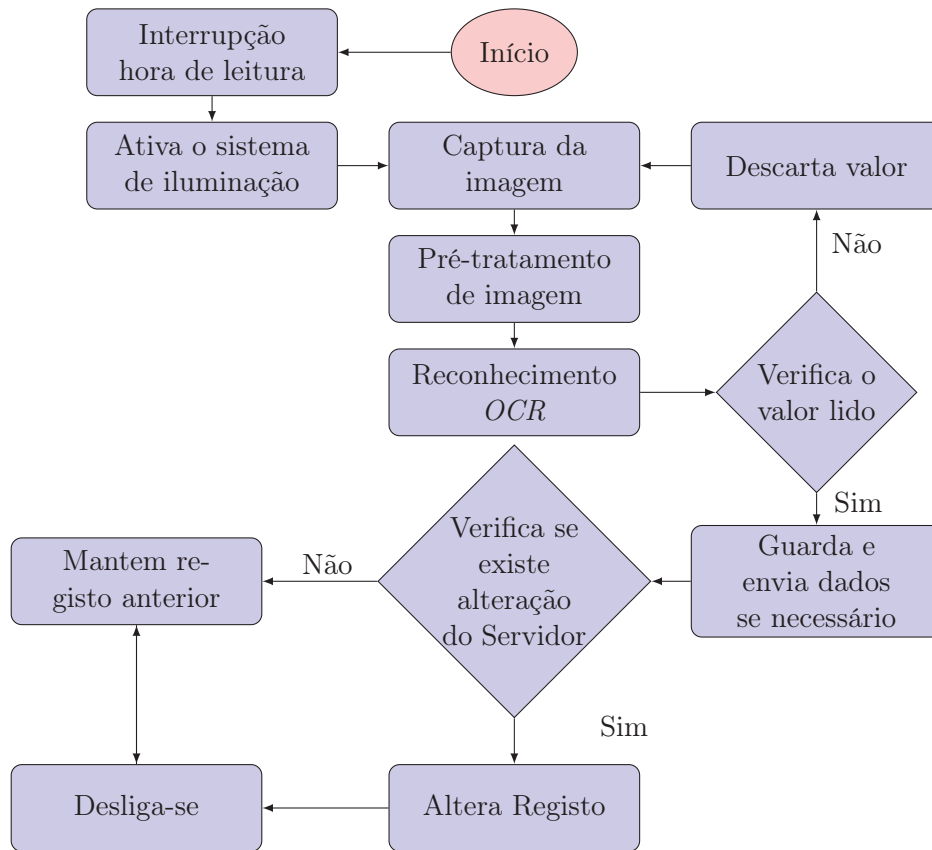 Interrupção
hora de leitura
Início
Ativa o sistema
de iluminação
Captura da
imagem
Descarta valor
Não
Pré-tratamento
de imagem
Reconhecimento
OCR
Verifica o
valor lido
Sim
Guarda e
envia dados
se necessário
Verifica se
existe
alteração
do Servidor
Não
Mantem re-
gisto anterior
Sim
Altera Registo
Desliga-se